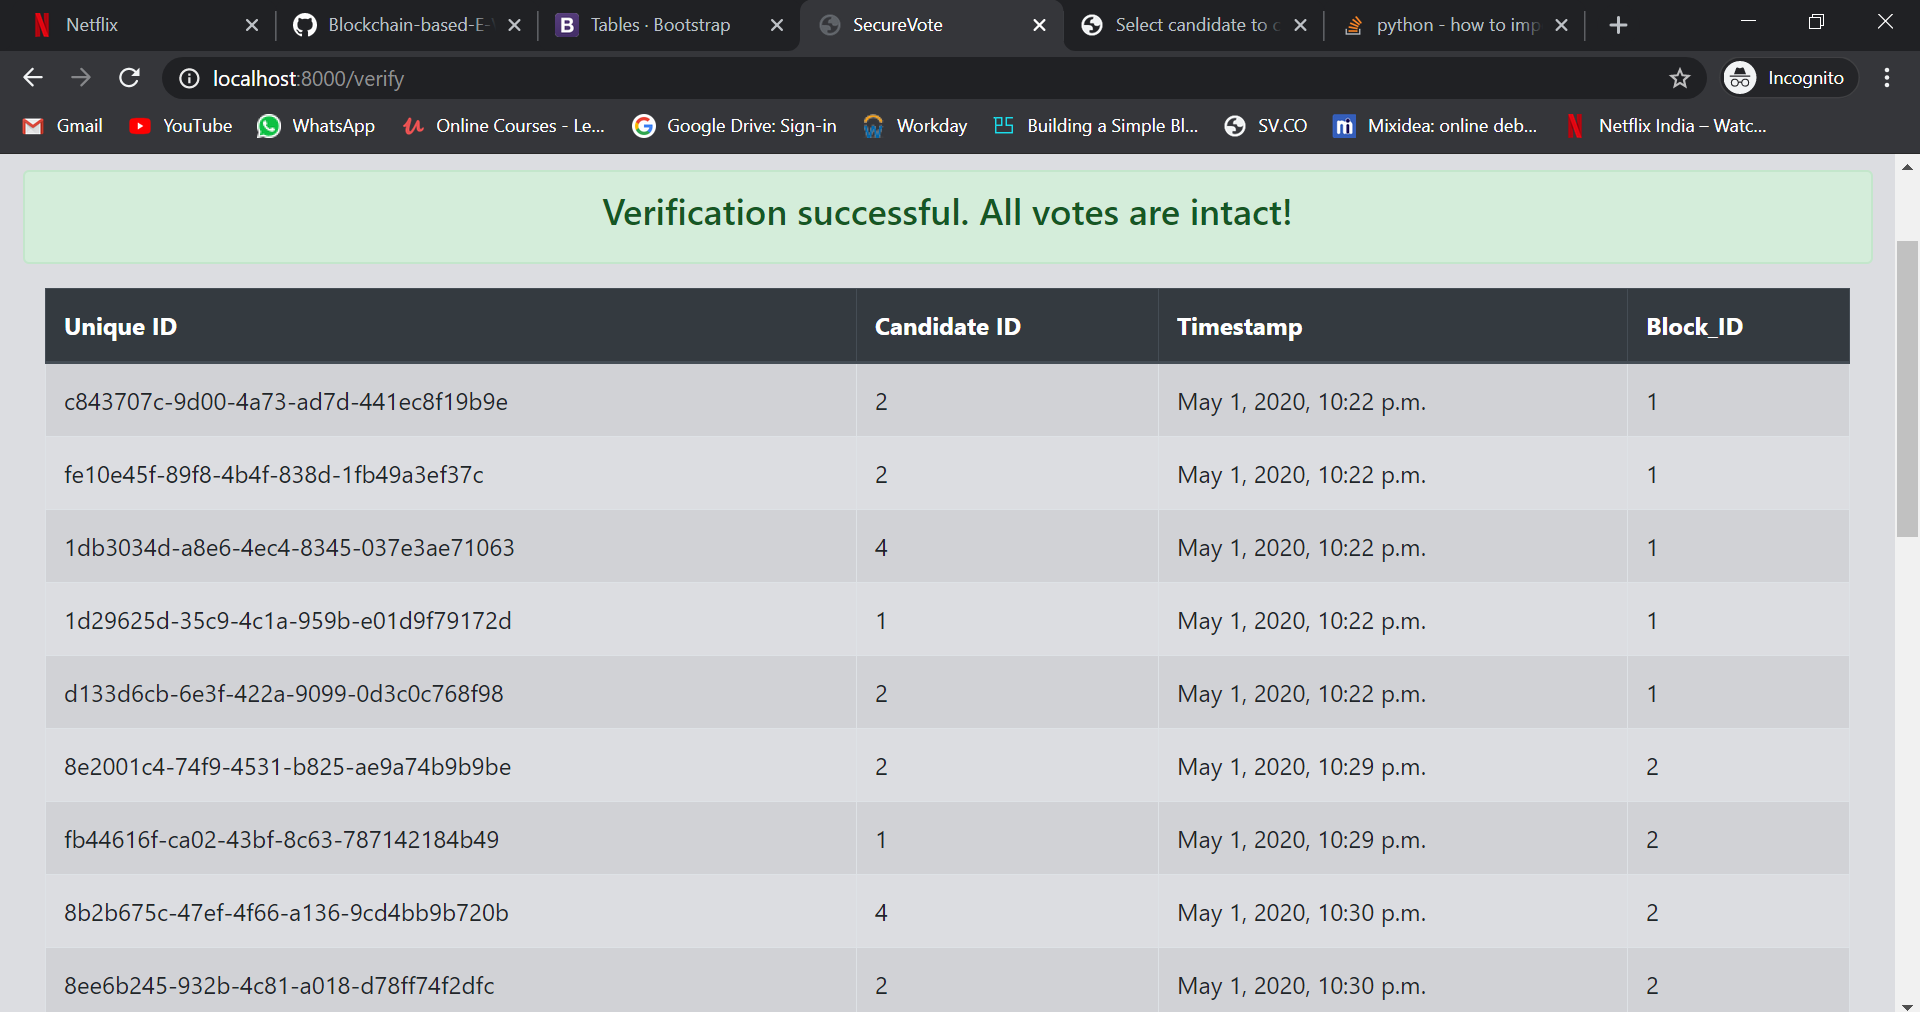 Netflix
Blockchain-based-E-
Tables · Bootstrap
SecureVote
Select candidate to c
python - how to imp
localhost:8000/verify
Incognito
Gmail
YouTube
WhatsApp
Online Courses - Le...
Google Drive: Sign-in
Workday
Building a Simple Bl...
SV.CO
Mixidea: online deb...
Netflix India – Watc...
Verification successful. All votes are intact!
Unique ID Candidate ID Timestamp Block_ID
c843707c-9d00-4a73-ad7d-441ec8f19b9e 2 May 1, 2020, 10:22 p.m. 1
fe10e45f-89f8-4b4f-838d-1fb49a3ef37c 2 May 1, 2020, 10:22 p.m. 1
1db3034d-a8e6-4ec4-8345-037e3ae71063 4 May 1, 2020, 10:22 p.m. 1
1d29625d-35c9-4c1a-959b-e01d9f79172d 1 May 1, 2020, 10:22 p.m. 1
d133d6cb-6e3f-422a-9099-0d3c0c768f98 2 May 1, 2020, 10:22 p.m. 1
8e2001c4-74f9-4531-b825-ae9a74b9b9be 2 May 1, 2020, 10:29 p.m. 2
fb44616f-ca02-43bf-8c63-787142184b49 1 May 1, 2020, 10:29 p.m. 2
8b2b675c-47ef-4f66-a136-9cd4bb9b720b 4 May 1, 2020, 10:30 p.m. 2
8ee6b245-932b-4c81-a018-d78ff74f2dfc 2 May 1, 2020, 10:30 p.m. 2